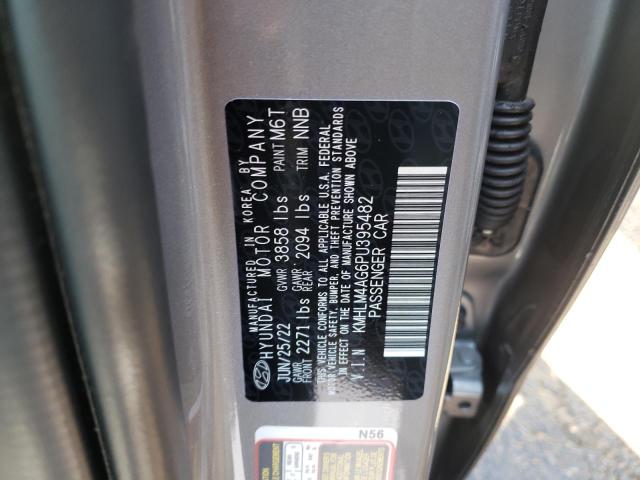 MANUFACTURED IN KOREA BY
HYUNDAI MOTOR COMPANY
JUN/25/22 GVWR 3858 lbs PAINT M6T
GAWR FRONT 2271 lbs GAWR REAR 2094 lbs TRIM NNB
THIS VEHICLE CONFORMS TO ALL APPLICABLE U.S.A. FEDERAL
MOTOR VEHICLE SAFETY, BUMPER, AND THEFT PREVENTION STANDARDS
IN EFFECT ON THE DATE OF MANUFACTURE SHOWN ABOVE
V.I.N KMHLM4AG6PU395482
PASSENGER CAR
N56